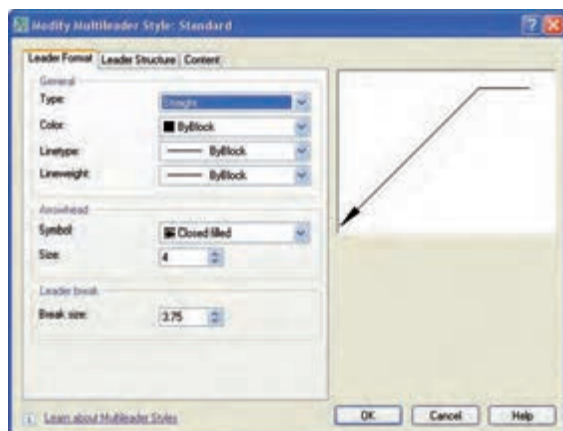 Modify Multileader Style: Standard
Leader Format Leader Structure Content
General
Type: Straight
Color: ByBlock
Linetype: ByBlock
Lineweight: ByBlock
Arrowhead
Symbol: Closed filled
Size: 4
Leader break
Break size: 3.75
Learn about Multileader Styles
OK Cancel Help